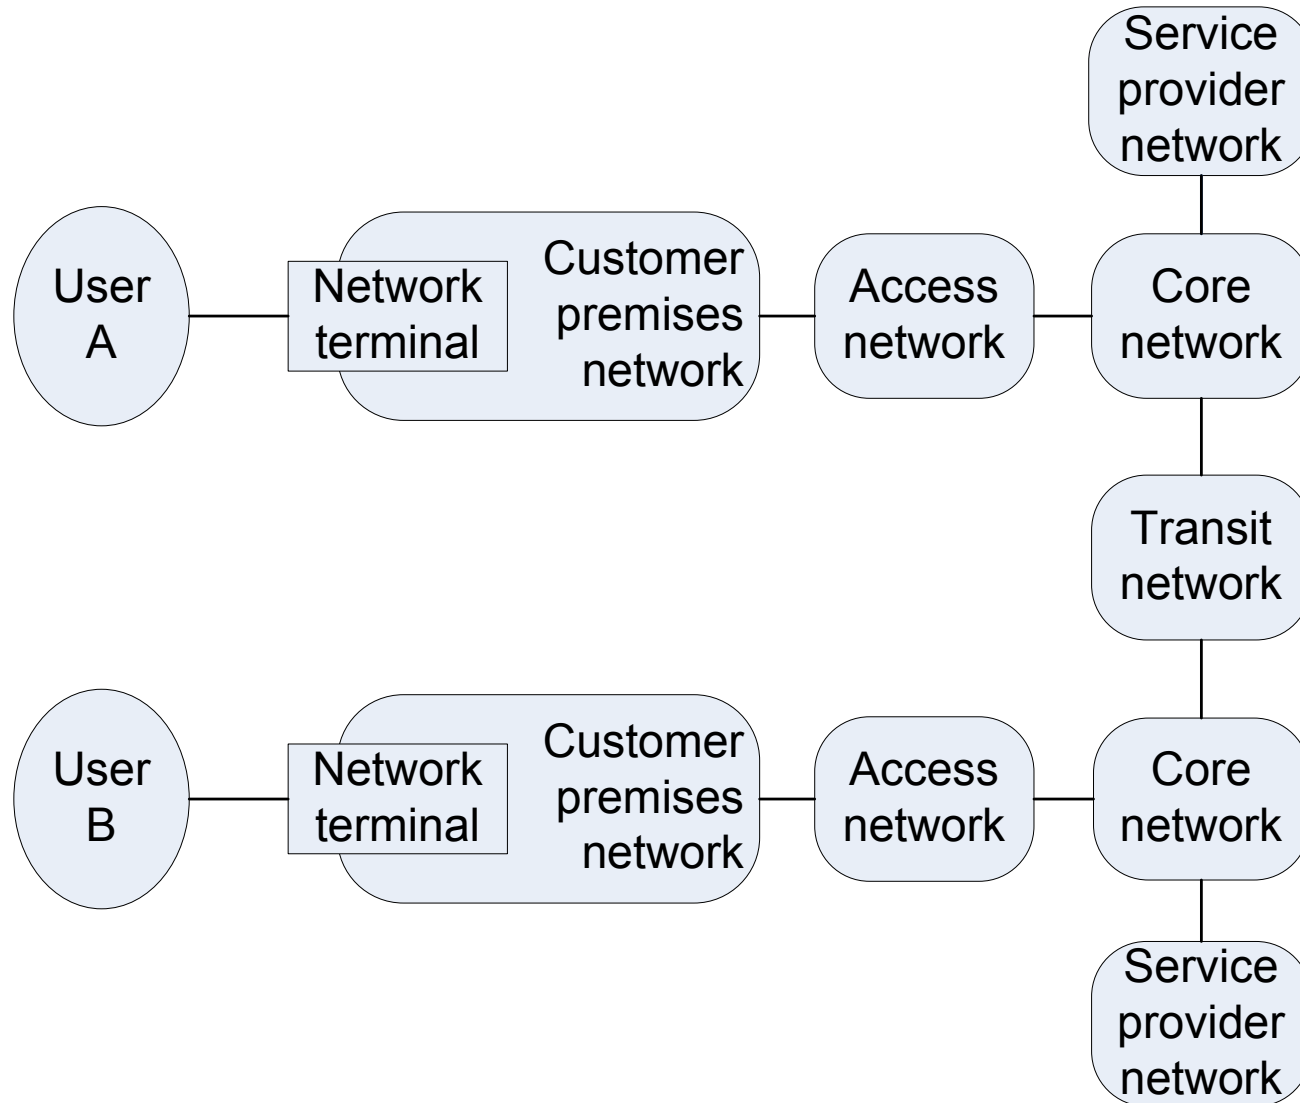 Service
provider
network
User
A
Network
terminal
Customer
premises
network
Access
network
Core
network
Transit
network
User
B
Network
terminal
Customer
premises
network
Access
network
Core
network
Service
provider
network